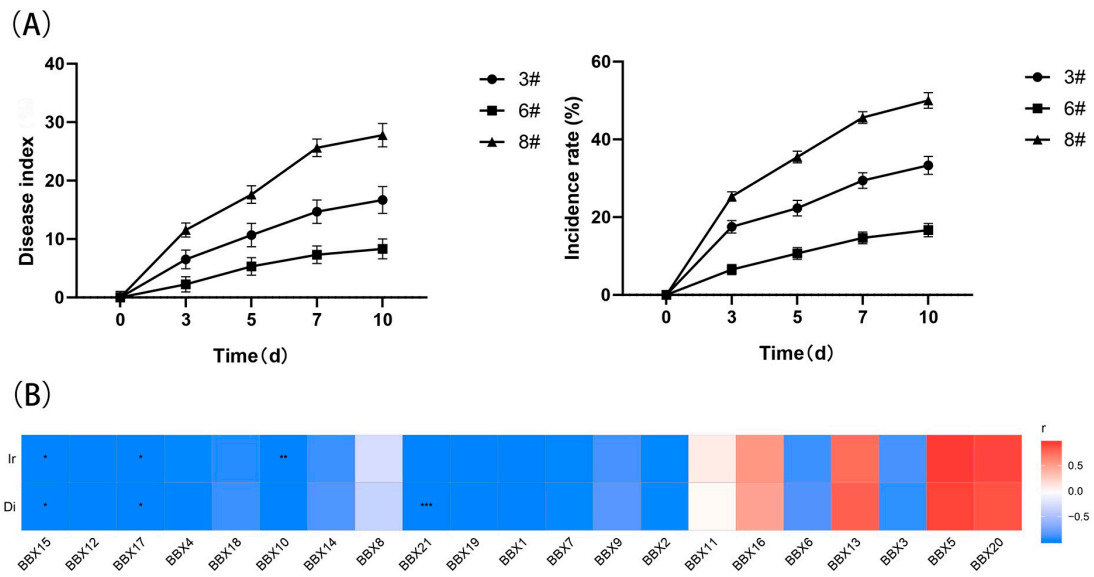 (A)
40
30
20
10
0
Disease index
0 3 5 7 10
Time(d)
3#
6#
8#
60
40
20
0
Incidence rate (%)
0 3 5 7 10
Time(d)
3#
6#
8#
(B)
Ir * * **
Di * * ***
BBX15 BBX12 BBX17 BBX4 BBX18 BBX10 BBX14 BBX8 BBX21 BBX19 BBX1 BBX7 BBX9 BBX2 BBX11 BBX16 BBX6 BBX13 BBX3 BBX5 BBX20
r
0.5
0.0
−0.5